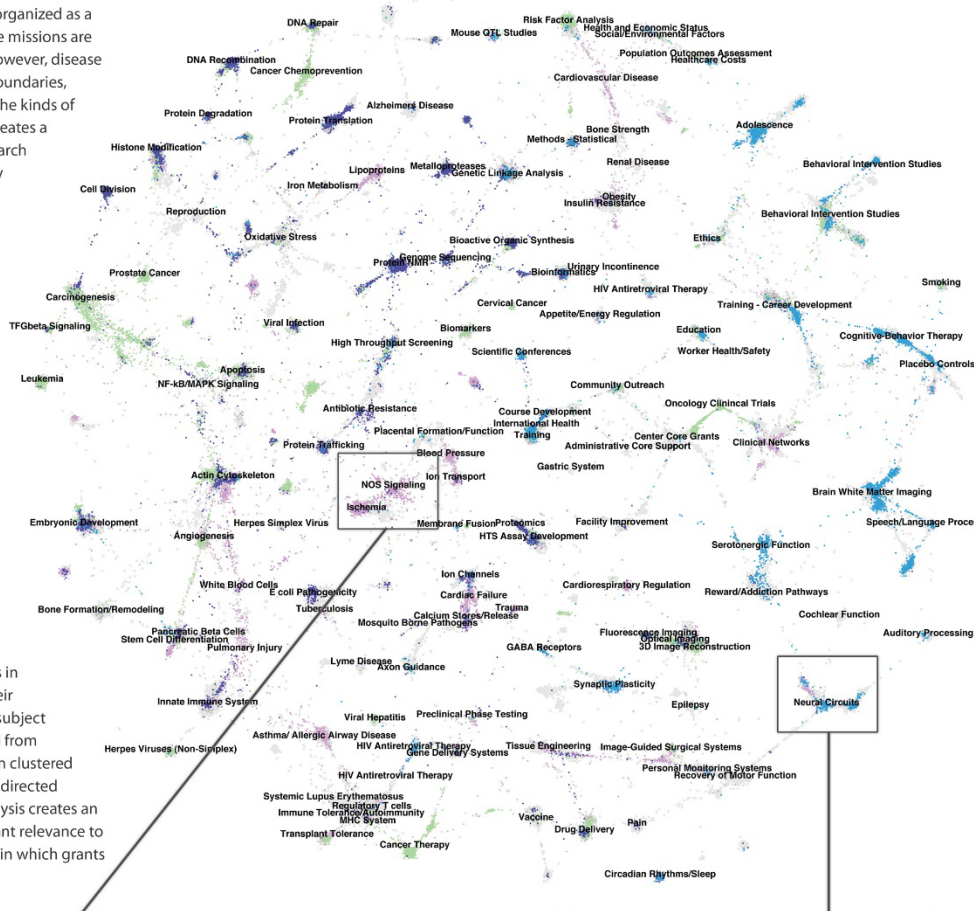 organized as a
e missions are
owever, disease
oundaries,
he kinds of
eates a
arch
y
DNA Repair
Mouse QTL Studies
Risk Factor Analysis
Health and Economic Status
Social/Environmental Factors
Population Outcomes Assessment
Healthcare Costs
DNA Recombination
Cancer Chemoprevention
Cardiovascular Disease
Protein Degradation
Alzheimers Disease
Protein Translation
Bone Strength
Adolescence
Methods - Statistical
Histone Modification
Lipoproteins
Metalloproteases
Genetic Linkage Analysis
Renal Disease
Behavioral Intervention Studies
Cell Division
Iron Metabolism
Obesity
Insulin Resistance
Reproduction
Behavioral Intervention Studies
Oxidative Stress
Bioactive Organic Synthesis
Ethics
Genome Sequencing
Protein NMR
Bioinformatics
Urinary Incontinence
Prostate Cancer
HIV Antiretroviral Therapy
Smoking
Carcinogenesis
Cervical Cancer
Appetite/Energy Regulation
Training - Career Development
TFGbeta Signaling
Viral Infection
Biomarkers
Education
Cognitive-Behavior Therapy
High Throughput Screening
Scientific Conferences
Worker Health/Safety
Placebo Controls
Leukemia
Apoptosis
NF-kB/MAPK Signaling
Community Outreach
Antibiotic Resistance
Course Development
Oncology Clinincal Trials
International Health
Training
Placental Formation/Function
Protein Trafficking
Center Core Grants
Administrative Core Support
Clinical Networks
Blood Pressure
Gastric System
Actin Cytoskeleton
NOS Signaling
Ion Transport
Brain White Matter Imaging
Ischemia
Embryonic Development
Herpes Simplex Virus
Membrane Fusion
Proteomics
Facility Improvement
Speech/Language Proce
Angiogenesis
HTS Assay Development
Serotonergic Function
White Blood Cells
E coli Pathogenicity
Ion Channels
Cardiorespiratory Regulation
Reward/Addiction Pathways
Cardiac Failure
Bone Formation/Remodeling
Tuberculosis
Trauma
Calcium Stores/Release
Mosquito Borne Pathogens
Cochlear Function
Pancreatic Beta Cells
Stem Cell Differentiation
Pulmonary Injury
Fluorescence Imaging
Optical Imaging
3D Image Reconstruction
Auditory Processing
GABA Receptors
Lyme Disease
Axon Guidance
Synaptic Plasticity
Innate Immune System
Epilepsy
Neural Circuits
s in
eir
subject
d from
n clustered
directed
lysis creates an
ant relevance to
in which grants
Viral Hepatitis
Preclinical Phase Testing
Asthma/ Allergic Airway Disease
Herpes Viruses (Non-Simplex)
HIV Antiretroviral Therapy
Gene Delivery Systems
Tissue Engineering
Image-Guided Surgical Systems
Personal Monitoring Systems
Recovery of Motor Function
HIV Antiretroviral Therapy
Systemic Lupus Erythematosus
Regulatory T cells
Immune Tolerance/Autoimmunity
MHC System
Transplant Tolerance
Vaccine
Drug Delivery
Pain
Cancer Therapy
Circadian Rhythms/Sleep